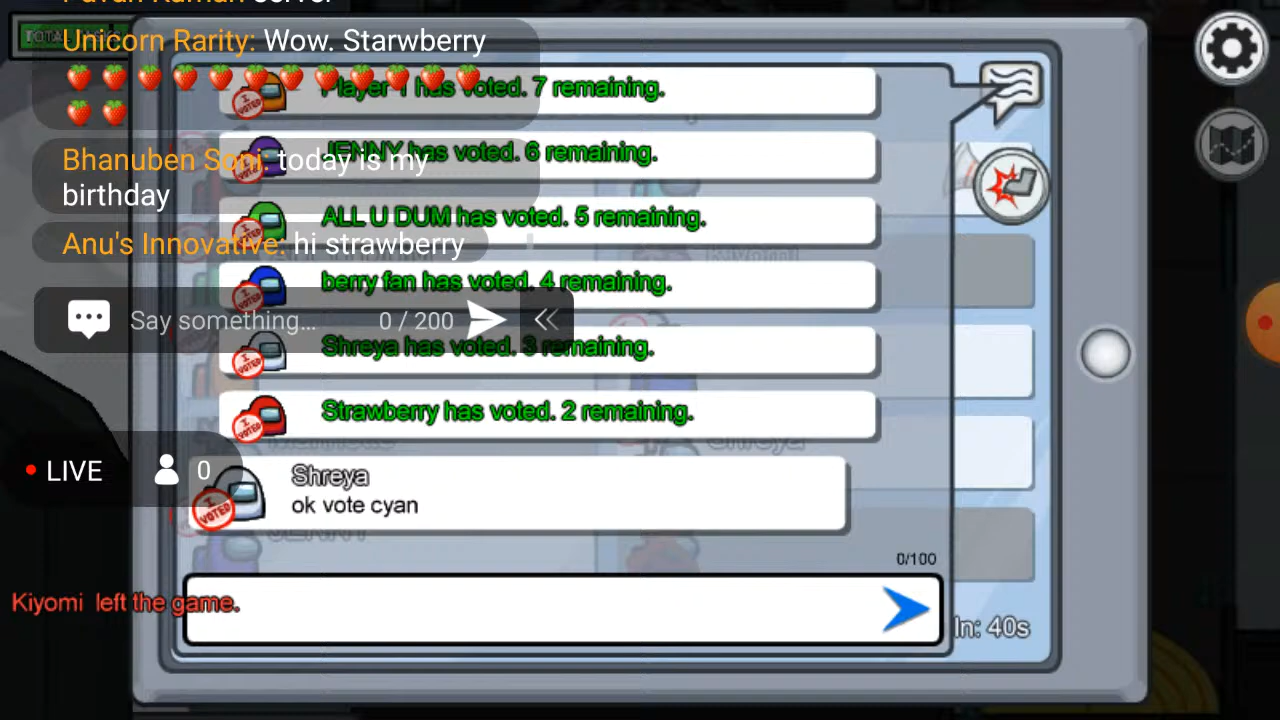 Unicorn Rarity: Wow. Starwberry
🍓🍓🍓🍓🍓🍓🍓🍓🍓🍓🍓🍓
🍓🍓
Player 1 has voted. 7 remaining.
JENNY has voted. 6 remaining.
Bhanuben Soni: today is my
birthday
ALL U DUM has voted. 5 remaining.
Anu's Innovative: hi strawberry
Kiyomi
berry fan has voted. 4 remaining.
Say something... 0 / 200
Shreya has voted. 3 remaining.
Strawberry has voted. 2 remaining.
Shreya
LIVE 0
Shreya
ok vote cyan
JENNY
0/100
Kiyomi left the game.
In: 40s